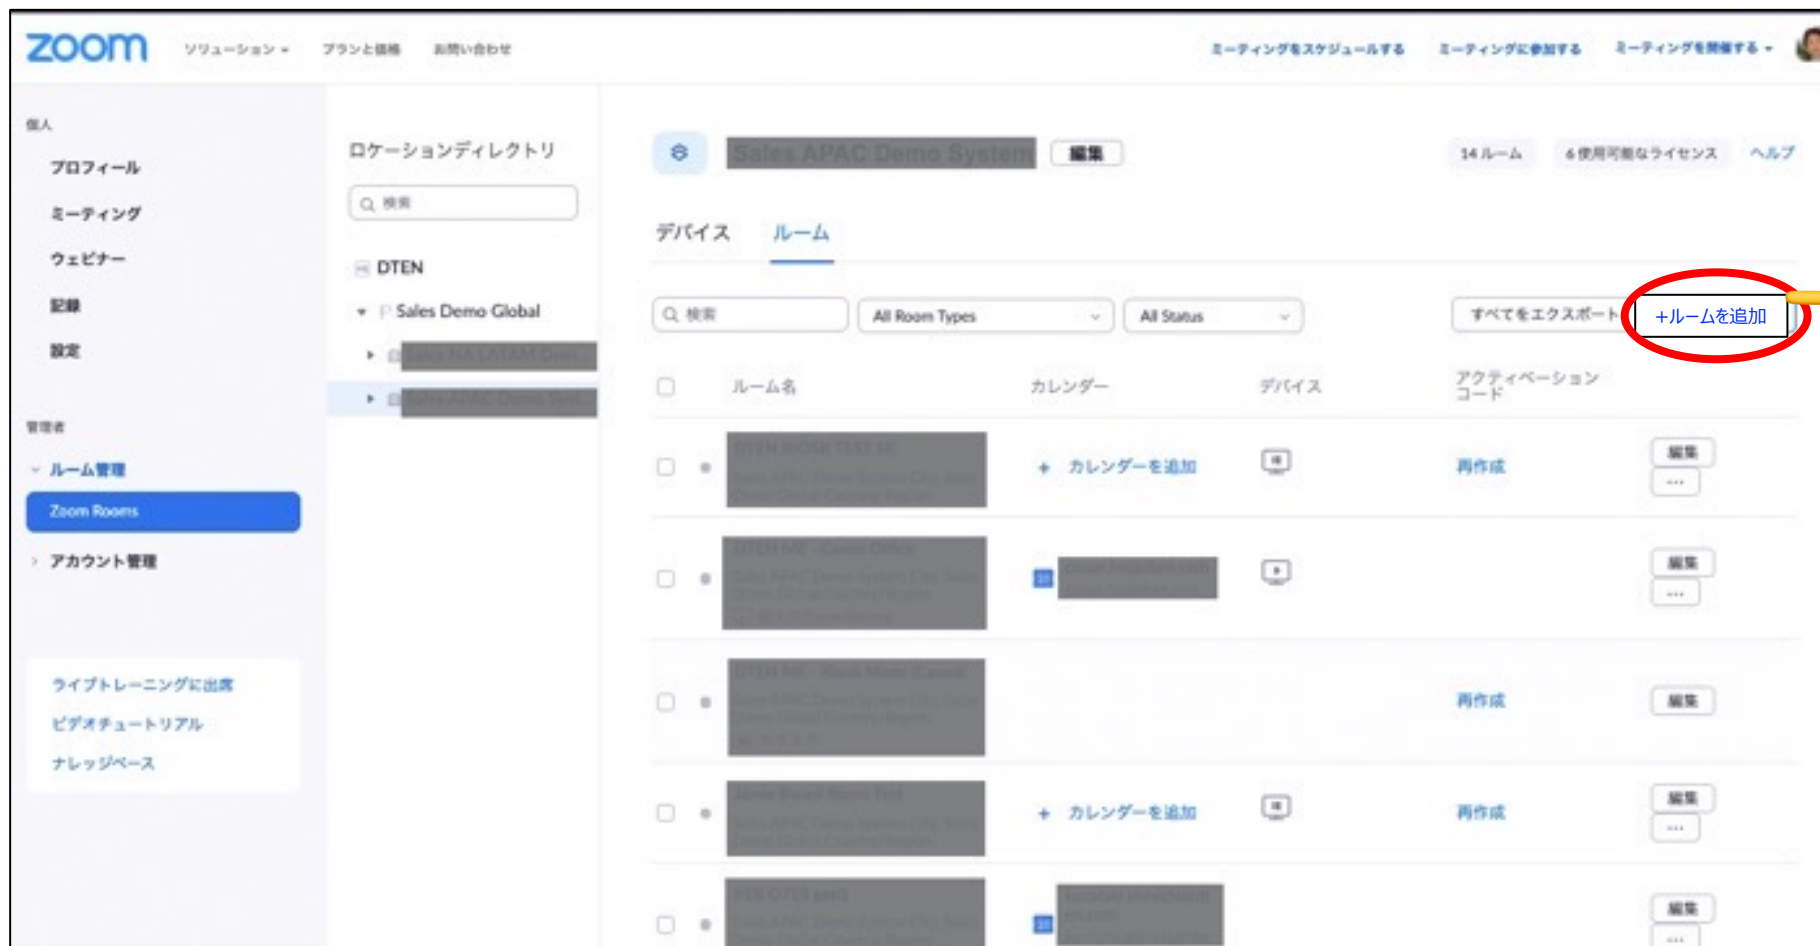 zoom
ソリューション プランと価格 お問い合わせ ミーティングをスケジュールする ミーティングに参加する ミーティングを開催する
個人
プロフィール
ミーティング
ウェビナー
記録
設定
管理者
ルーム管理
Zoom Rooms
アカウント管理
ライブトレーニングに出席
ビデオチュートリアル
ナレッジベース
ロケーションディレクトリ
検索
DTEN
Sales Demo Global
Sales NA LATAM Dem...
Sales APAC Demo Syst...
Sales APAC Demo System 編集 14 ルーム 6 使用可能なライセンス ヘルプ
デバイス ルーム
検索 All Room Types All Status すべてをエクスポート +ルームを追加
ルーム名 カレンダー デバイス アクティベーション
コード
+ カレンダーを追加 再作成 編集
...
編集
...
再作成 編集
+ カレンダーを追加 再作成 編集
...
編集
...